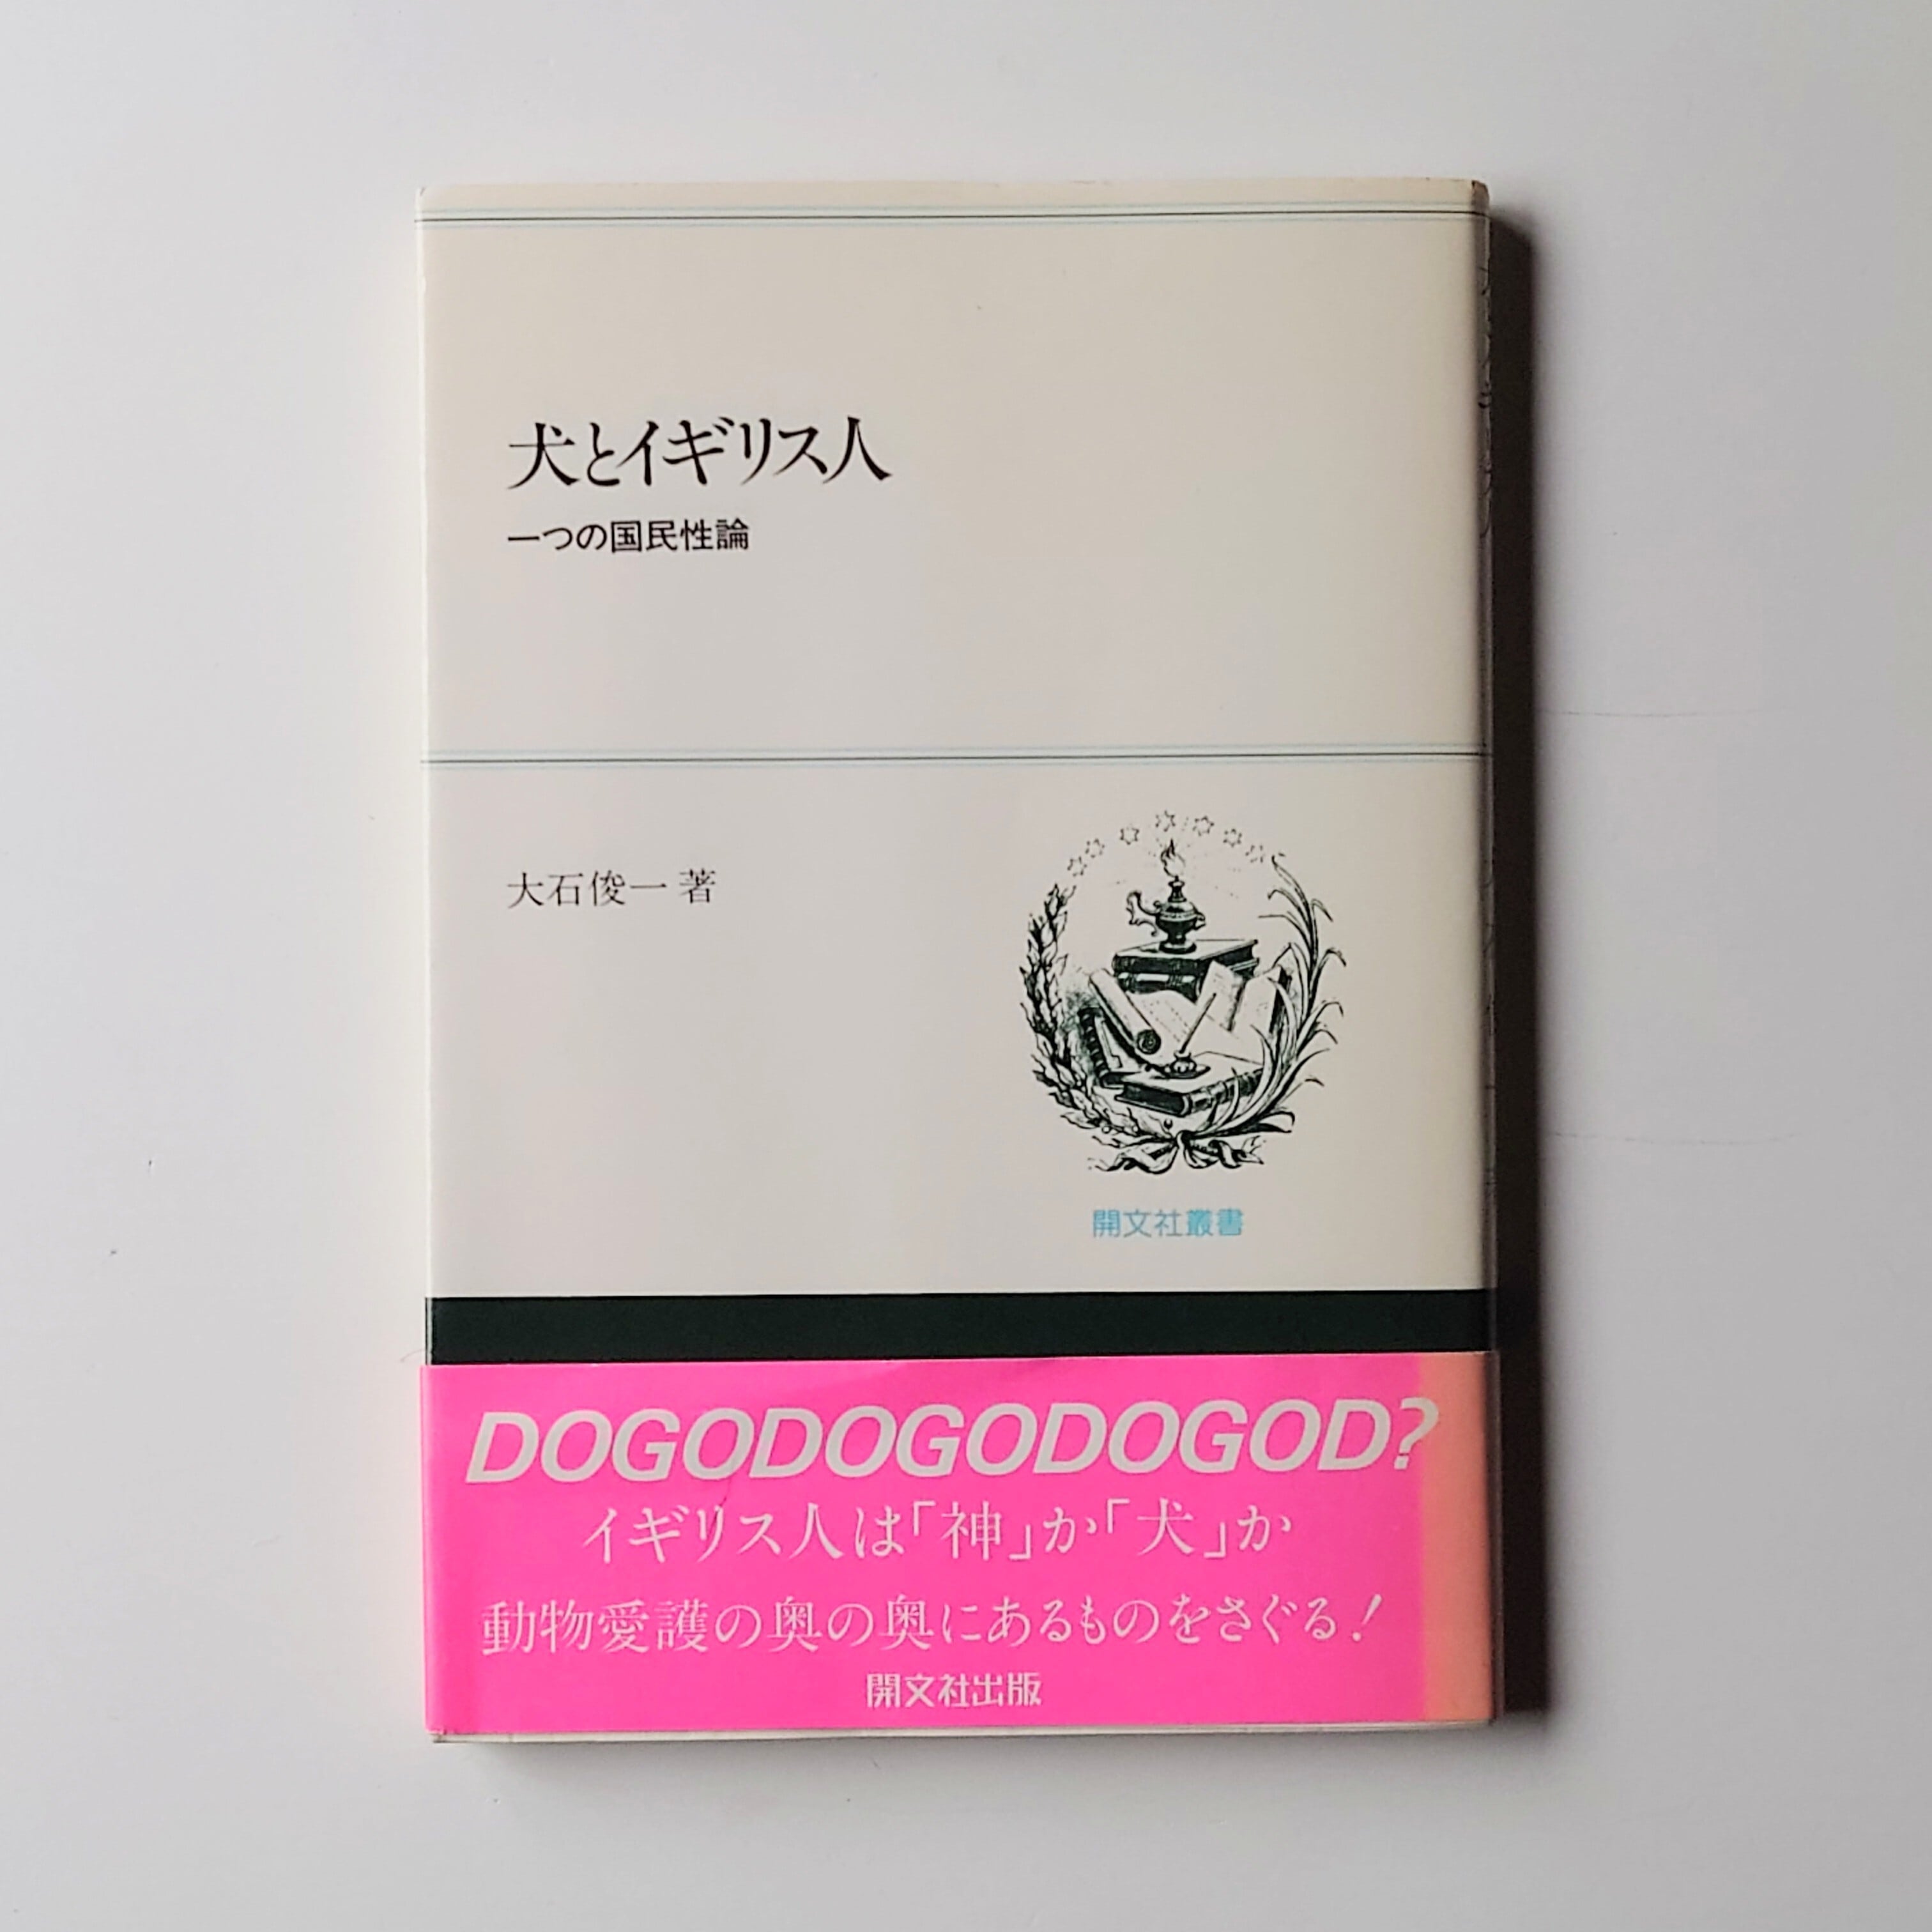 犬とイギリス人
一つの国民性論
大石俊一 著
開文社叢書
DOGODOGODOGOD?
イギリス人は「神」か「犬」か
動物愛護の奥の奥にあるものをさぐる!
開文社出版